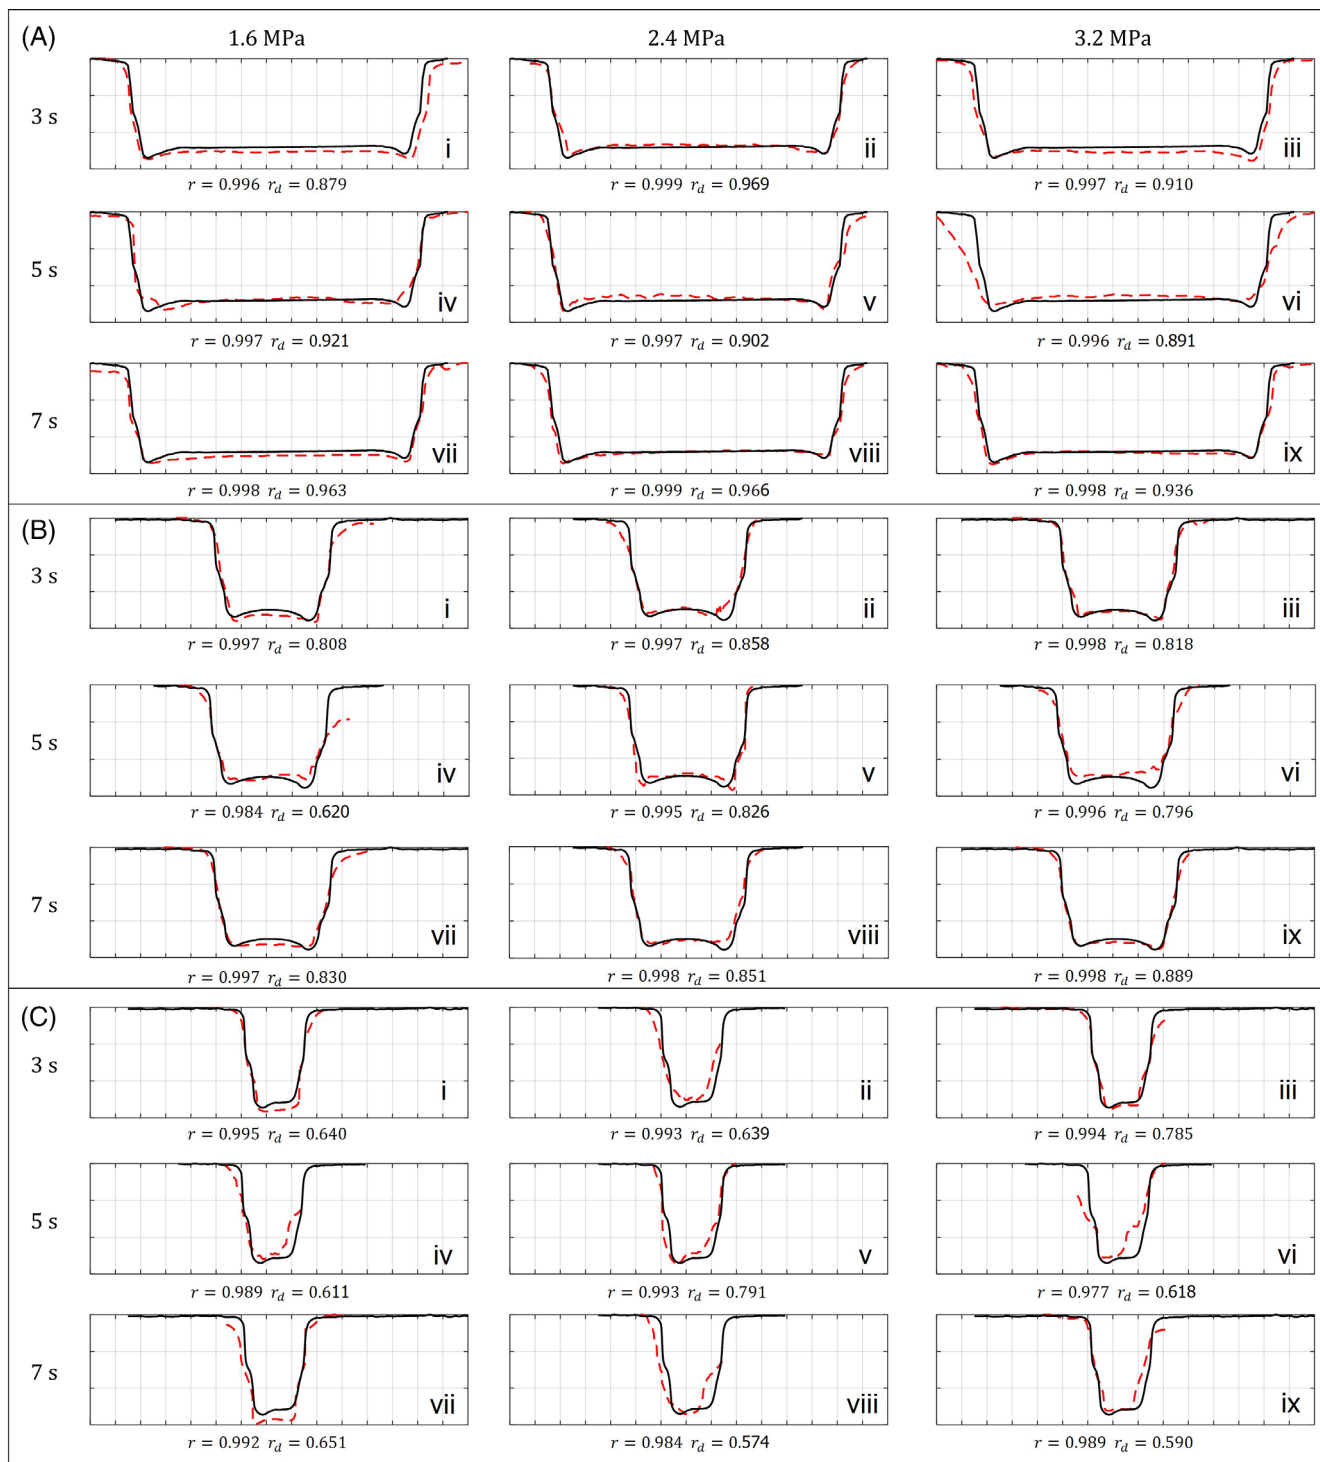 (A) 1.6 MPa 2.4 MPa 3.2 MPa
3 s i ii iii
r = 0.996 r_d = 0.879 r = 0.999 r_d = 0.969 r = 0.997 r_d = 0.910
5 s iv v vi
r = 0.997 r_d = 0.921 r = 0.997 r_d = 0.902 r = 0.996 r_d = 0.891
7 s vii viii ix
r = 0.998 r_d = 0.963 r = 0.999 r_d = 0.966 r = 0.998 r_d = 0.936
(B)
3 s i ii iii
r = 0.997 r_d = 0.808 r = 0.997 r_d = 0.858 r = 0.998 r_d = 0.818
5 s iv v vi
r = 0.984 r_d = 0.620 r = 0.995 r_d = 0.826 r = 0.996 r_d = 0.796
7 s vii viii ix
r = 0.997 r_d = 0.830 r = 0.998 r_d = 0.851 r = 0.998 r_d = 0.889
(C)
3 s i ii iii
r = 0.995 r_d = 0.640 r = 0.993 r_d = 0.639 r = 0.994 r_d = 0.785
5 s iv v vi
r = 0.989 r_d = 0.611 r = 0.993 r_d = 0.791 r = 0.977 r_d = 0.618
7 s vii viii ix
r = 0.992 r_d = 0.651 r = 0.984 r_d = 0.574 r = 0.989 r_d = 0.590